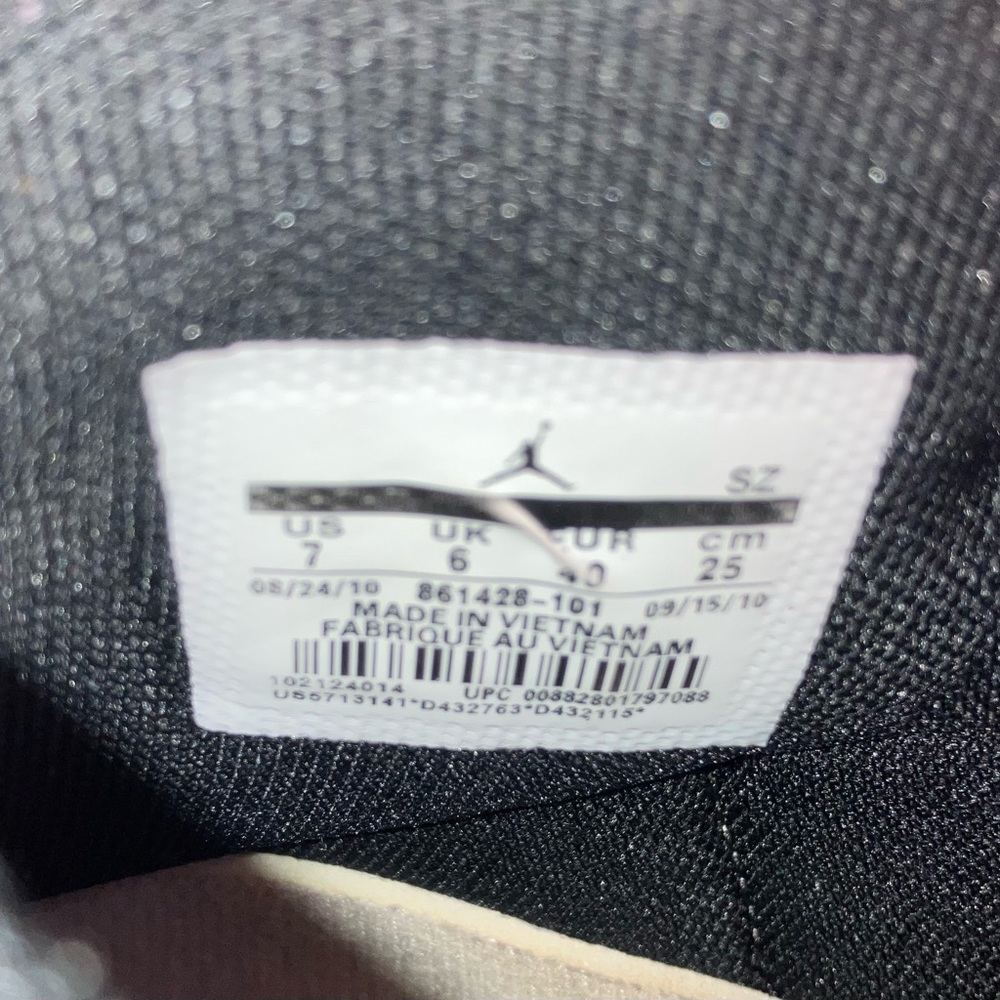 SZ
US UK EUR cm
7 6 40 25
08/24/10 861428-101 09/15/10
MADE IN VIETNAM
FABRIQUE AU VIETNAM
102124014 UPC 00882801797088
US5713141*D432763*D432115*